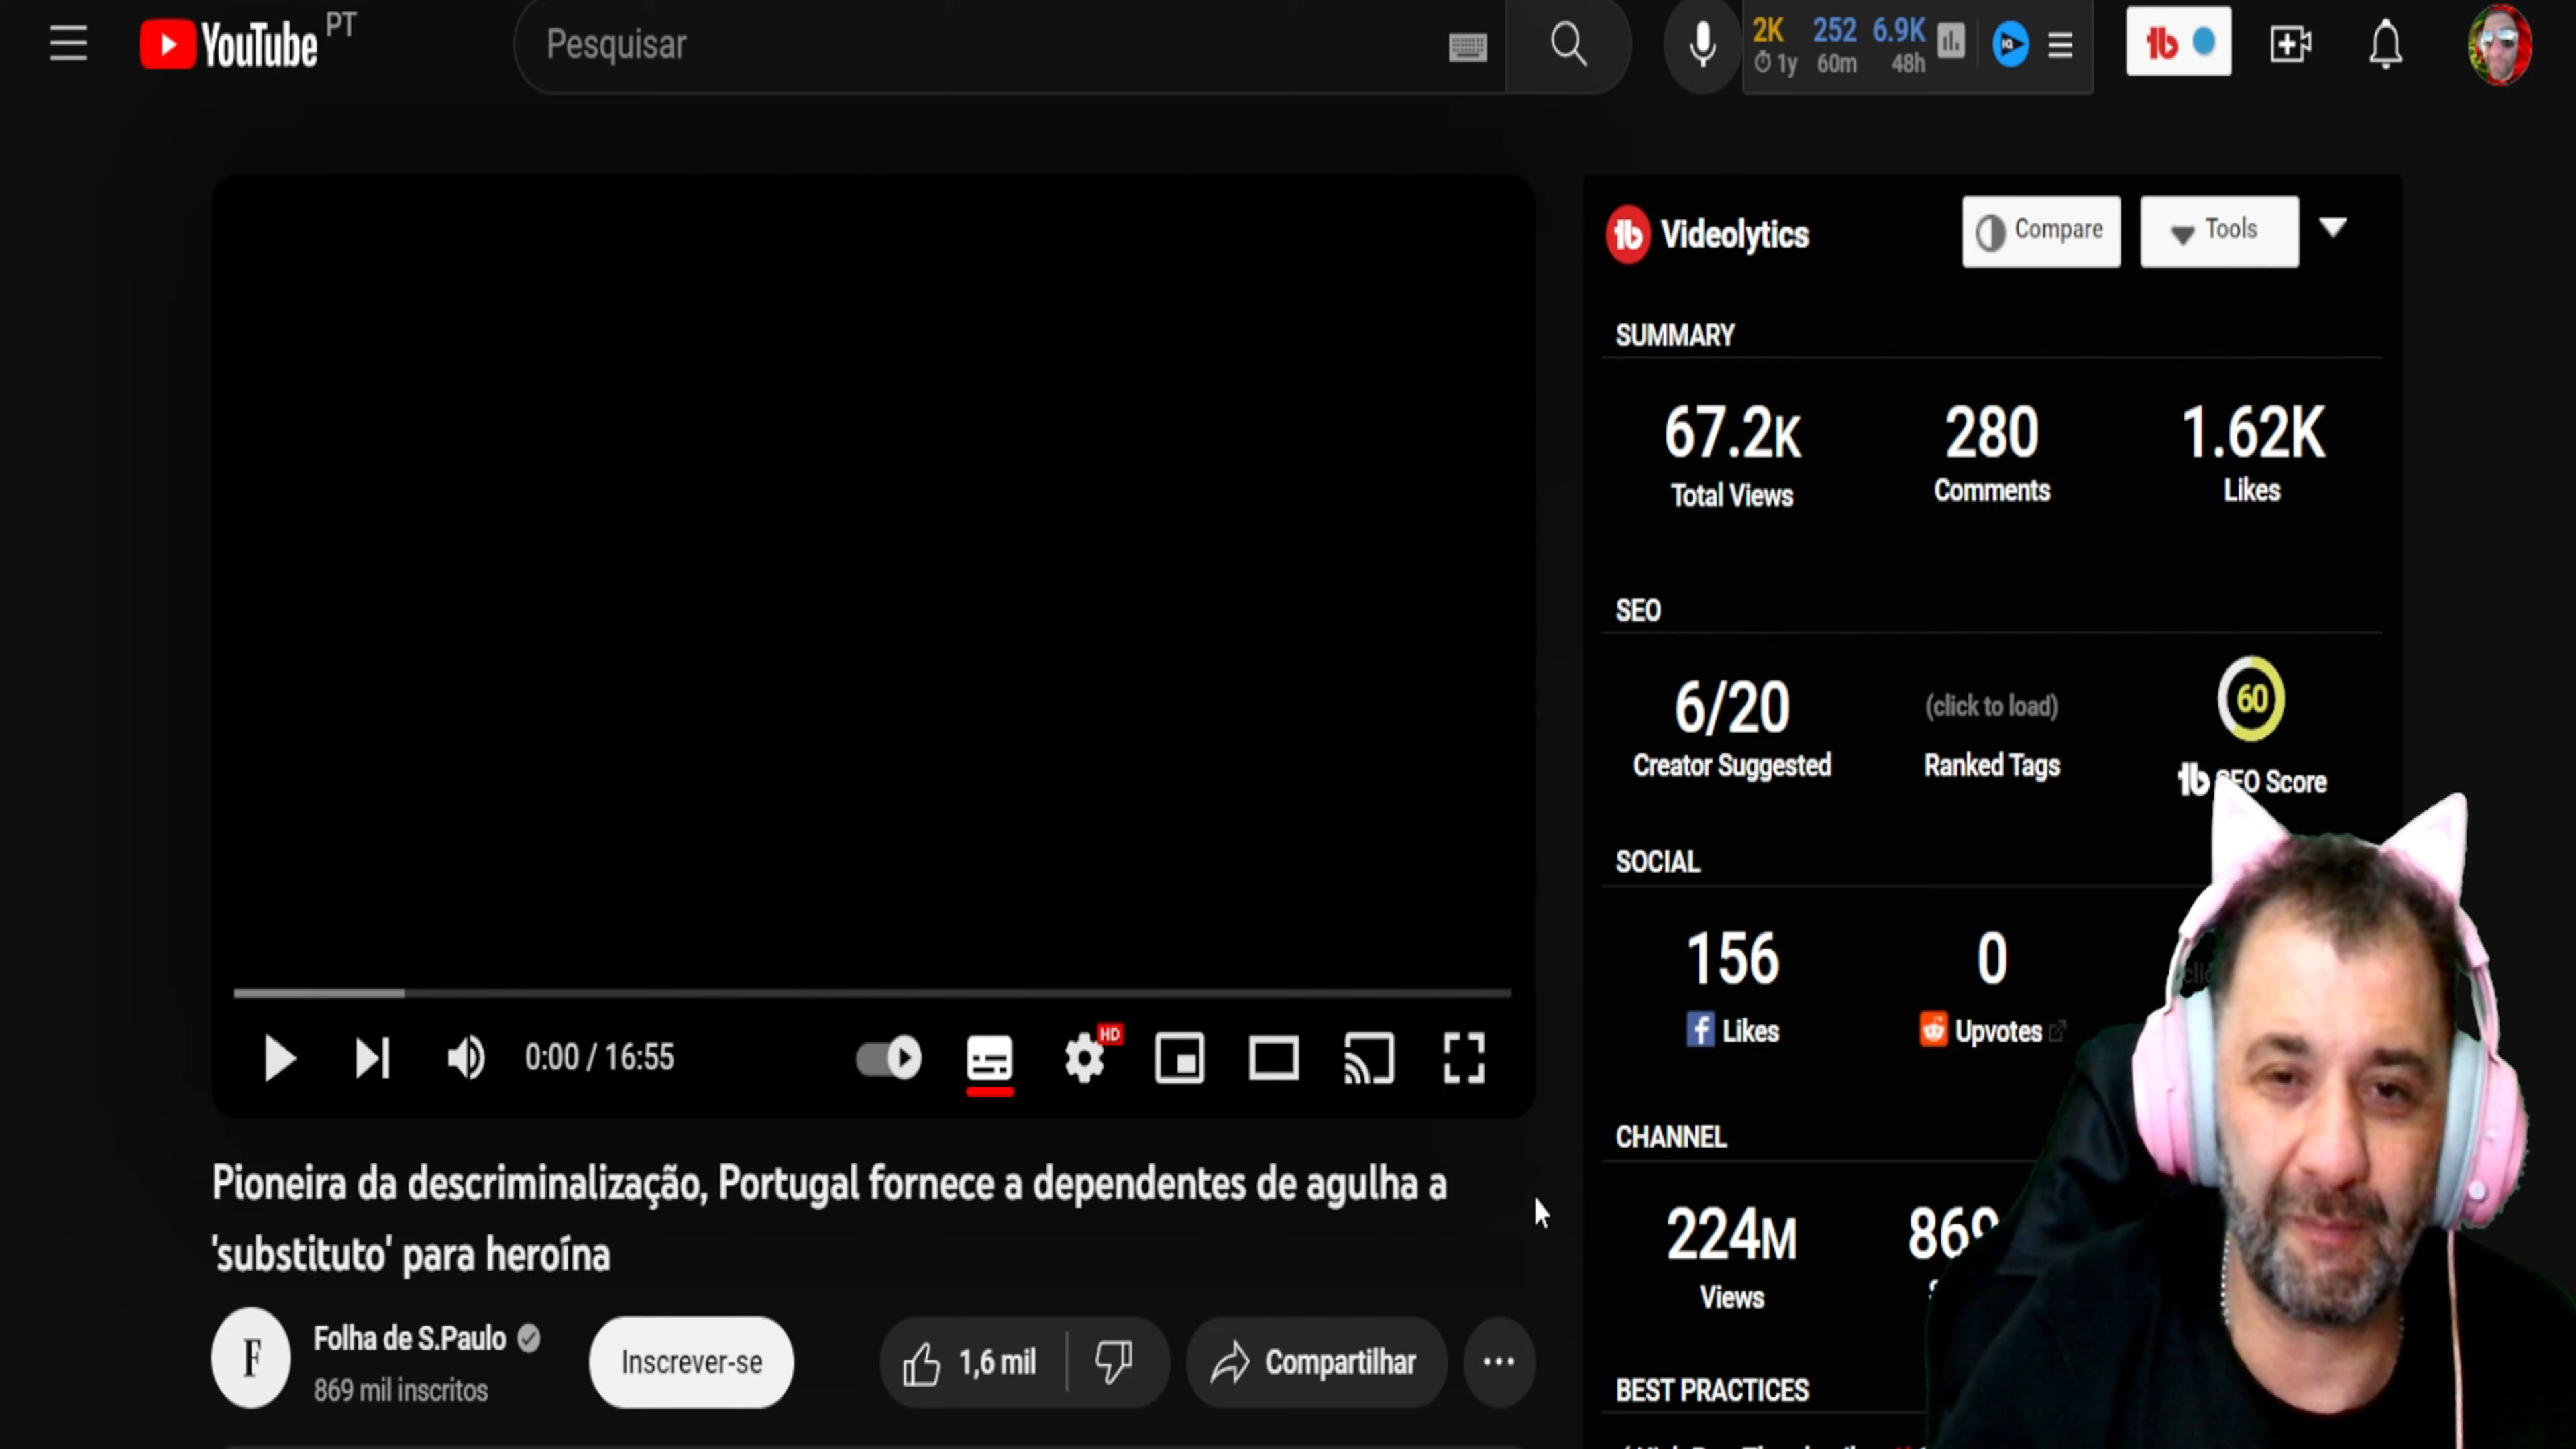 YouTube PT
Pesquisar
2K 252 6.9K
1y 60m 48h
Videolytics
Compare
Tools
SUMMARY
67.2K 280 1.62K
Total Views Comments Likes
SEO
6/20 (click to load) 60
Creator Suggested Ranked Tags SEO Score
SOCIAL
156 0
Likes Upvotes
CHANNEL
224M 869
Views
BEST PRACTICES
HD
0:00 / 16:55
Pioneira da descriminalização, Portugal fornece a dependentes de agulha a
'substituto' para heroína
F
Folha de S.Paulo
869 mil inscritos
Inscrever-se
1,6 mil
Compartilhar